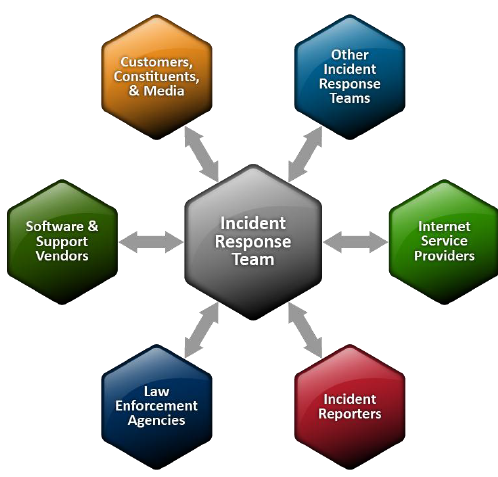 Customers,
Constituents,
& Media
Other
Incident
Response
Teams
Software &
Support
Vendors
Incident
Response
Team
Internet
Service
Providers
Law
Enforcement
Agencies
Incident
Reporters